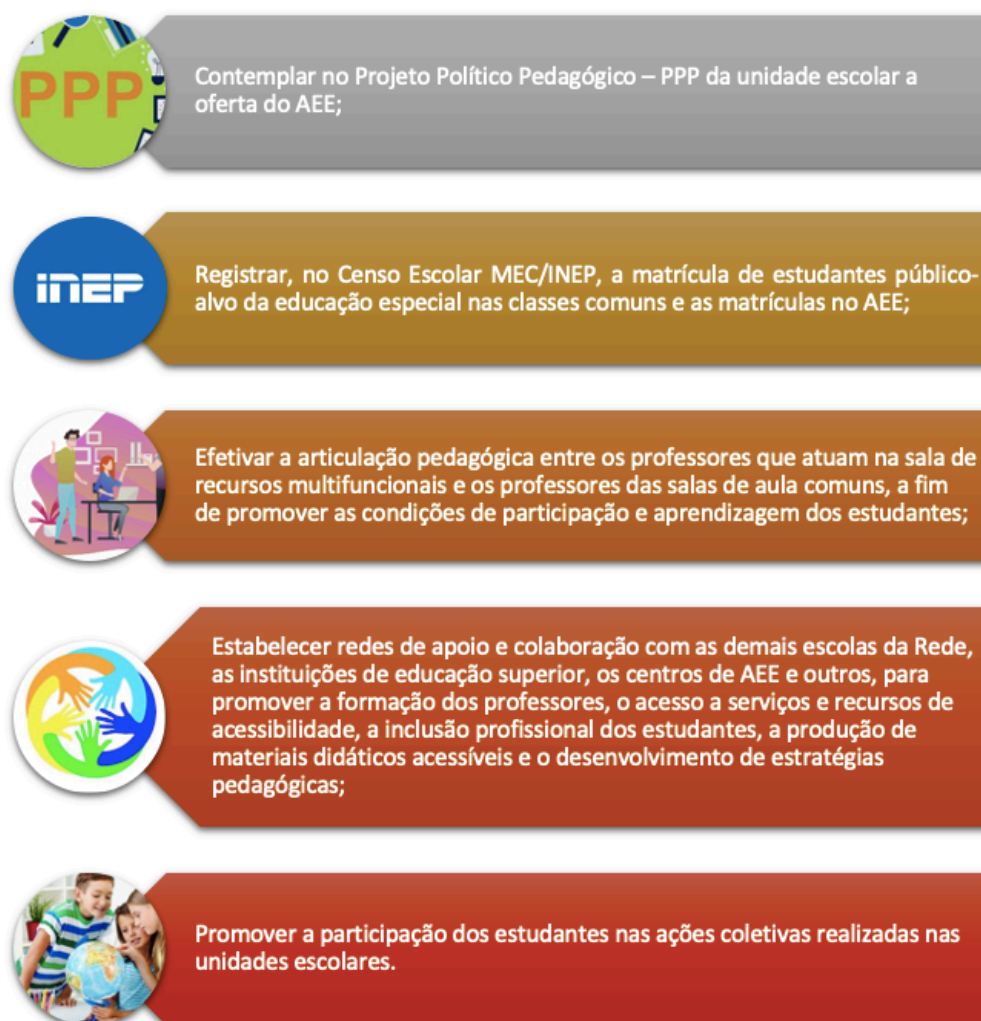 PPP
Contemplar no Projeto Político Pedagógico – PPP da unidade escolar a
oferta do AEE;
inep
Registrar, no Censo Escolar MEC/INEP, a matrícula de estudantes público-
alvo da educação especial nas classes comuns e as matrículas no AEE;
Efetivar a articulação pedagógica entre os professores que atuam na sala de
recursos multifuncionais e os professores das salas de aula comuns, a fim
de promover as condições de participação e aprendizagem dos estudantes;
Estabelecer redes de apoio e colaboração com as demais escolas da Rede,
as instituições de educação superior, os centros de AEE e outros, para
promover a formação dos professores, o acesso a serviços e recursos de
acessibilidade, a inclusão profissional dos estudantes, a produção de
materiais didáticos acessíveis e o desenvolvimento de estratégias
pedagógicas;
Promover a participação dos estudantes nas ações coletivas realizadas nas
unidades escolares.